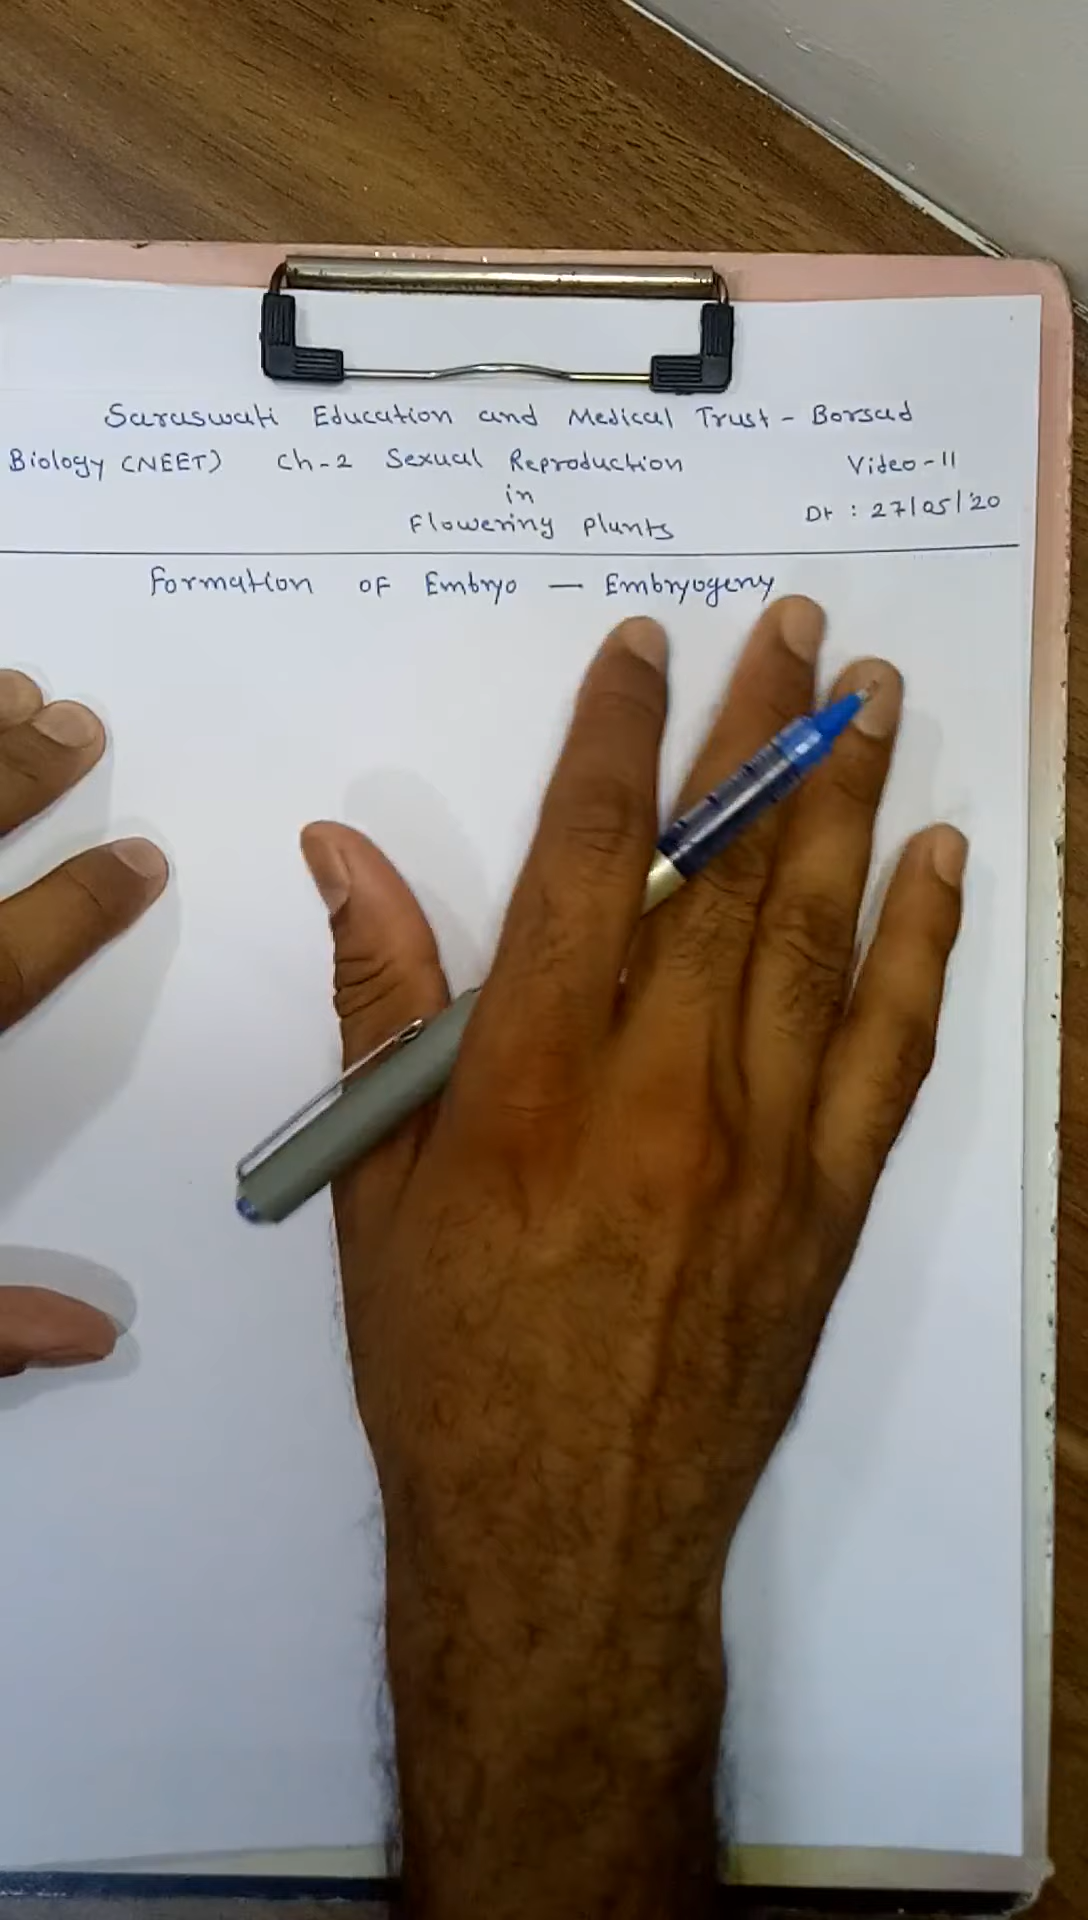 Saraswati Education and Medical Trust - Borsad
Biology (NEET) Ch-2 Sexual Reproduction Video-11
in
Flowering Plants Dt : 27/05/'20
Formation of Embryo — Embryogeny